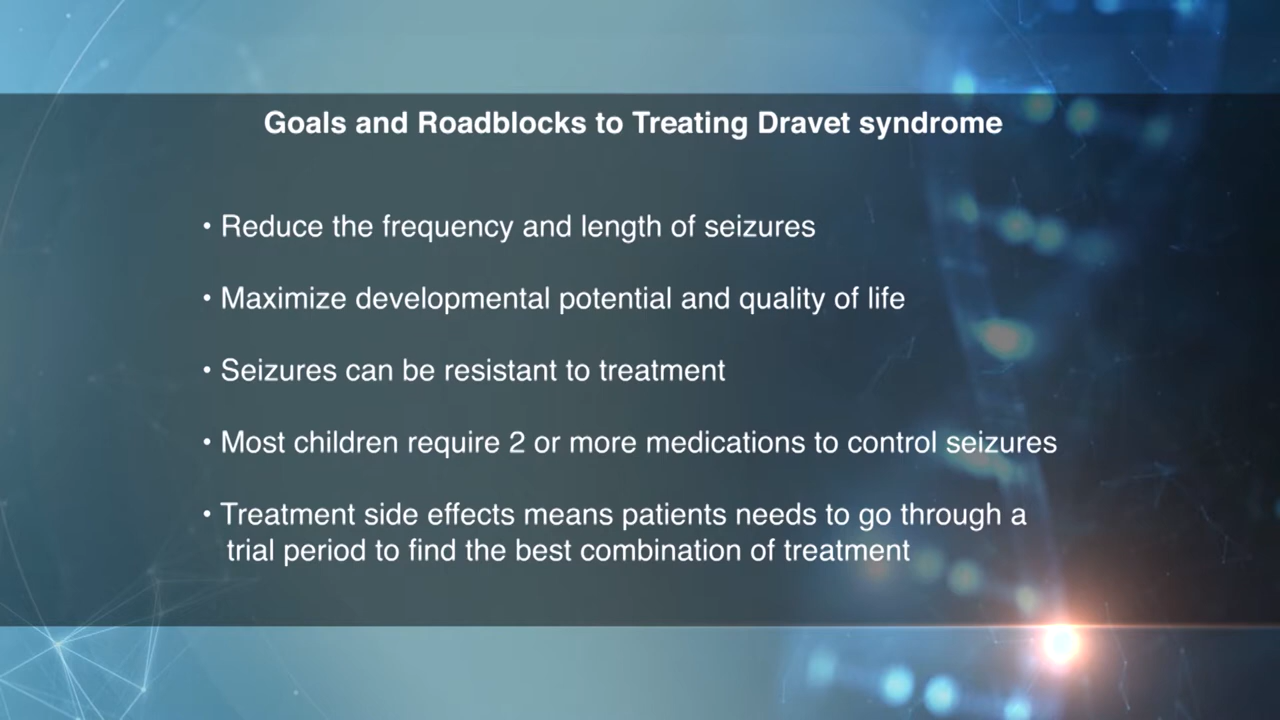 Goals and Roadblocks to Treating Dravet syndrome
• Reduce the frequency and length of seizures
• Maximize developmental potential and quality of life
• Seizures can be resistant to treatment
• Most children require 2 or more medications to control seizures
• Treatment side effects means patients needs to go through a
trial period to find the best combination of treatment